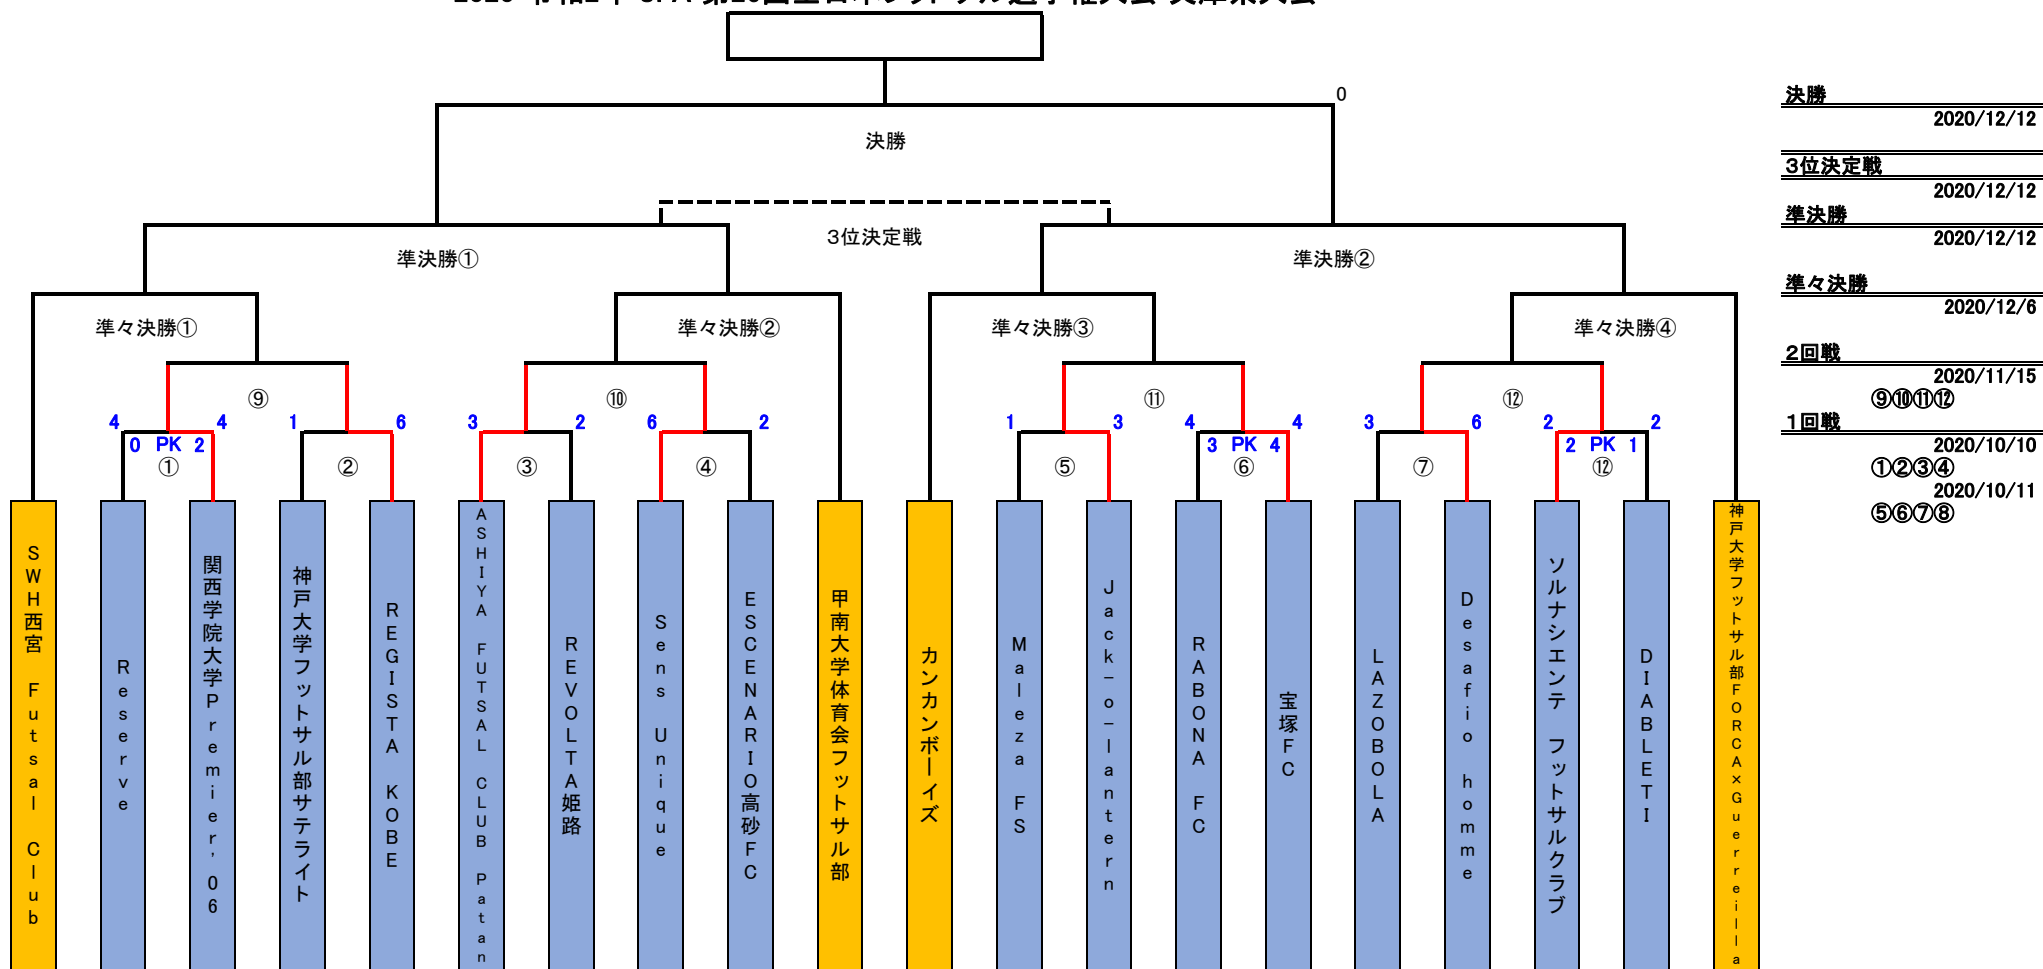 0
決勝
2020/12/12
決勝
3位決定戦
2020/12/12
準決勝
2020/12/12
3位決定戦
準決勝①
準決勝②
準々決勝
2020/12/6
準々決勝①
準々決勝②
準々決勝③
準々決勝④
2回戦
2020/11/15
⑨⑩⑪⑫
⑨
⑩
⑪
⑫
1回戦
2020/10/10
①②③④
2020/10/11
⑤⑥⑦⑧
4 4 1 6 3 2 6 2 1 3 4 4 3 6 2 2
0 PK 2
3 PK 4
2 PK 1
① ② ③ ④ ⑤ ⑥ ⑦ ⑫
SWH西宮 Futsal Club
Reserve
関西学院大学Premier'06
神戸大学フットサル部サテライト
REGISTA KOBE
ASHIYA FUTSAL CLUB Patan
REVOLTA姫路
Sens Unique
ESCENARIO高砂FC
甲南大学体育会フットサル部
カンカンボーイズ
Maleza FS
Jack-o-lantern
RABONA FC
宝塚FC
LAZOBOLA
Desafio home
ソルナシエンテ フットサルクラブ
DIABLETI
神戸大学フットサル部FORCA×Guerreilla